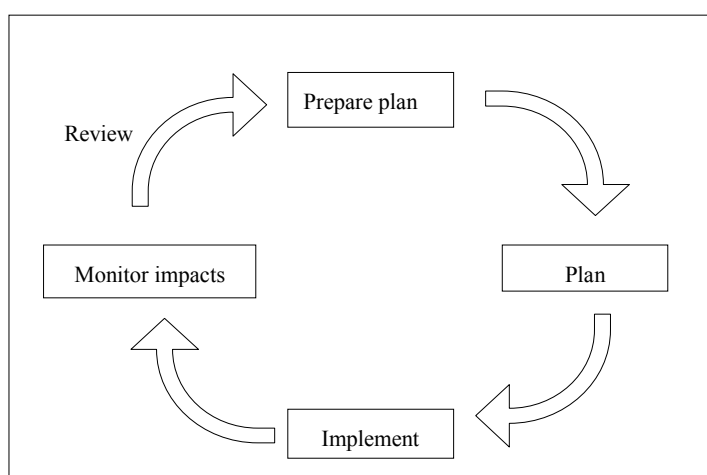 Prepare plan
Review
Monitor impacts
Plan
Implement